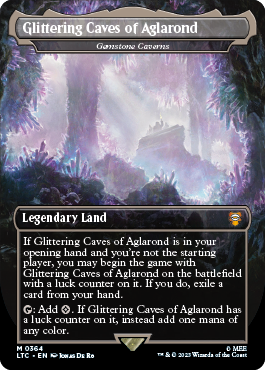 Glittering Caves of Aglarond
Gemstone Caverns
Legendary Land
If Glittering Caves of Aglarond is in your
opening hand and you're not the starting
player, you may begin the game with
Glittering Caves of Aglarond on the battlefield
with a luck counter on it. If you do, exile a
card from your hand.
: Add . If Glittering Caves of Aglarond has
a luck counter on it, instead add one mana of
any color.
M 0364
LTC • EN Jonas De Ro
6 MEE
™ & © 2023 Wizards of the Coast